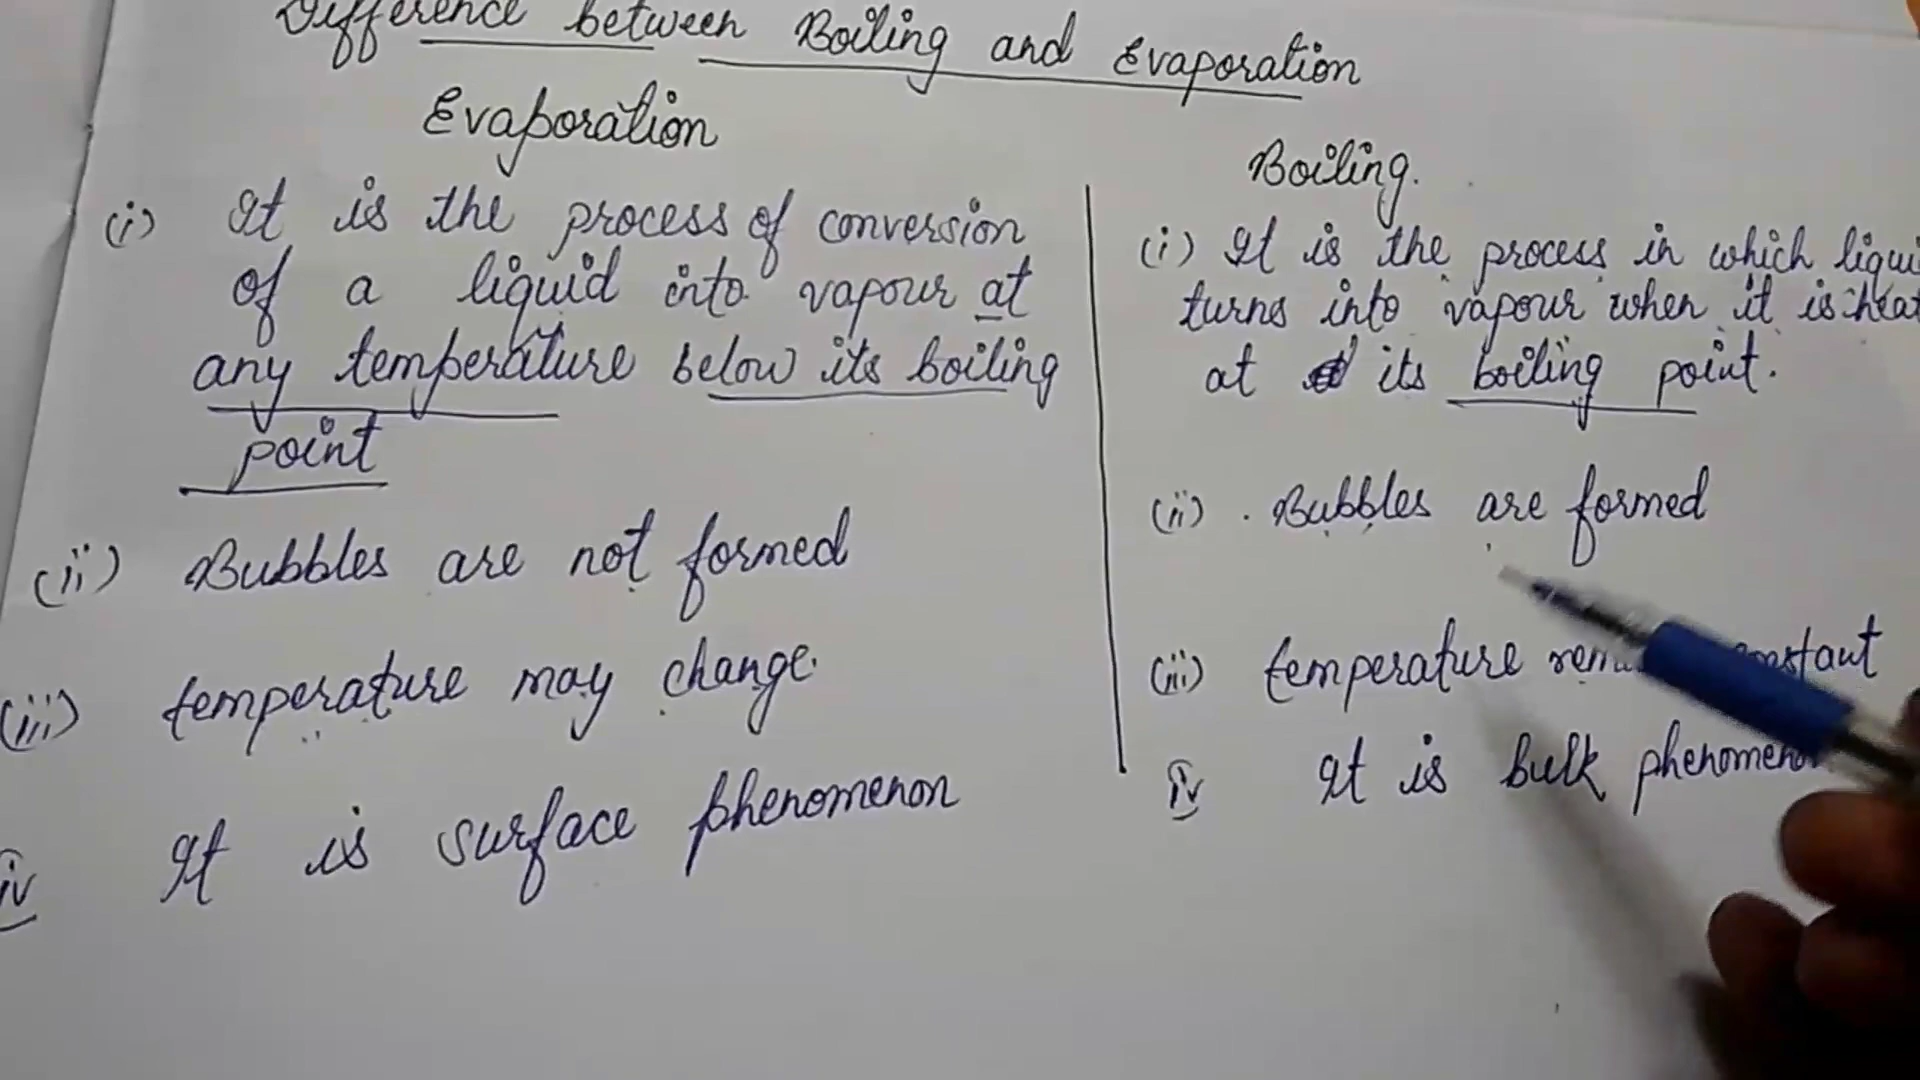 Difference between Boiling and Evaporation
Evaporation
(i) It is the process of conversion
of a liquid into vapour at
any temperature below its boiling
point
(ii) Bubbles are not formed
(iii) temperature may change.
iv It is surface phenomenon
Boiling.
(i) It is the process in which liqui
turns into vapour when it is heat
at its boiling point.
(ii) Bubbles are formed
(iii) temperature constant
iv It is bulk phenomenon